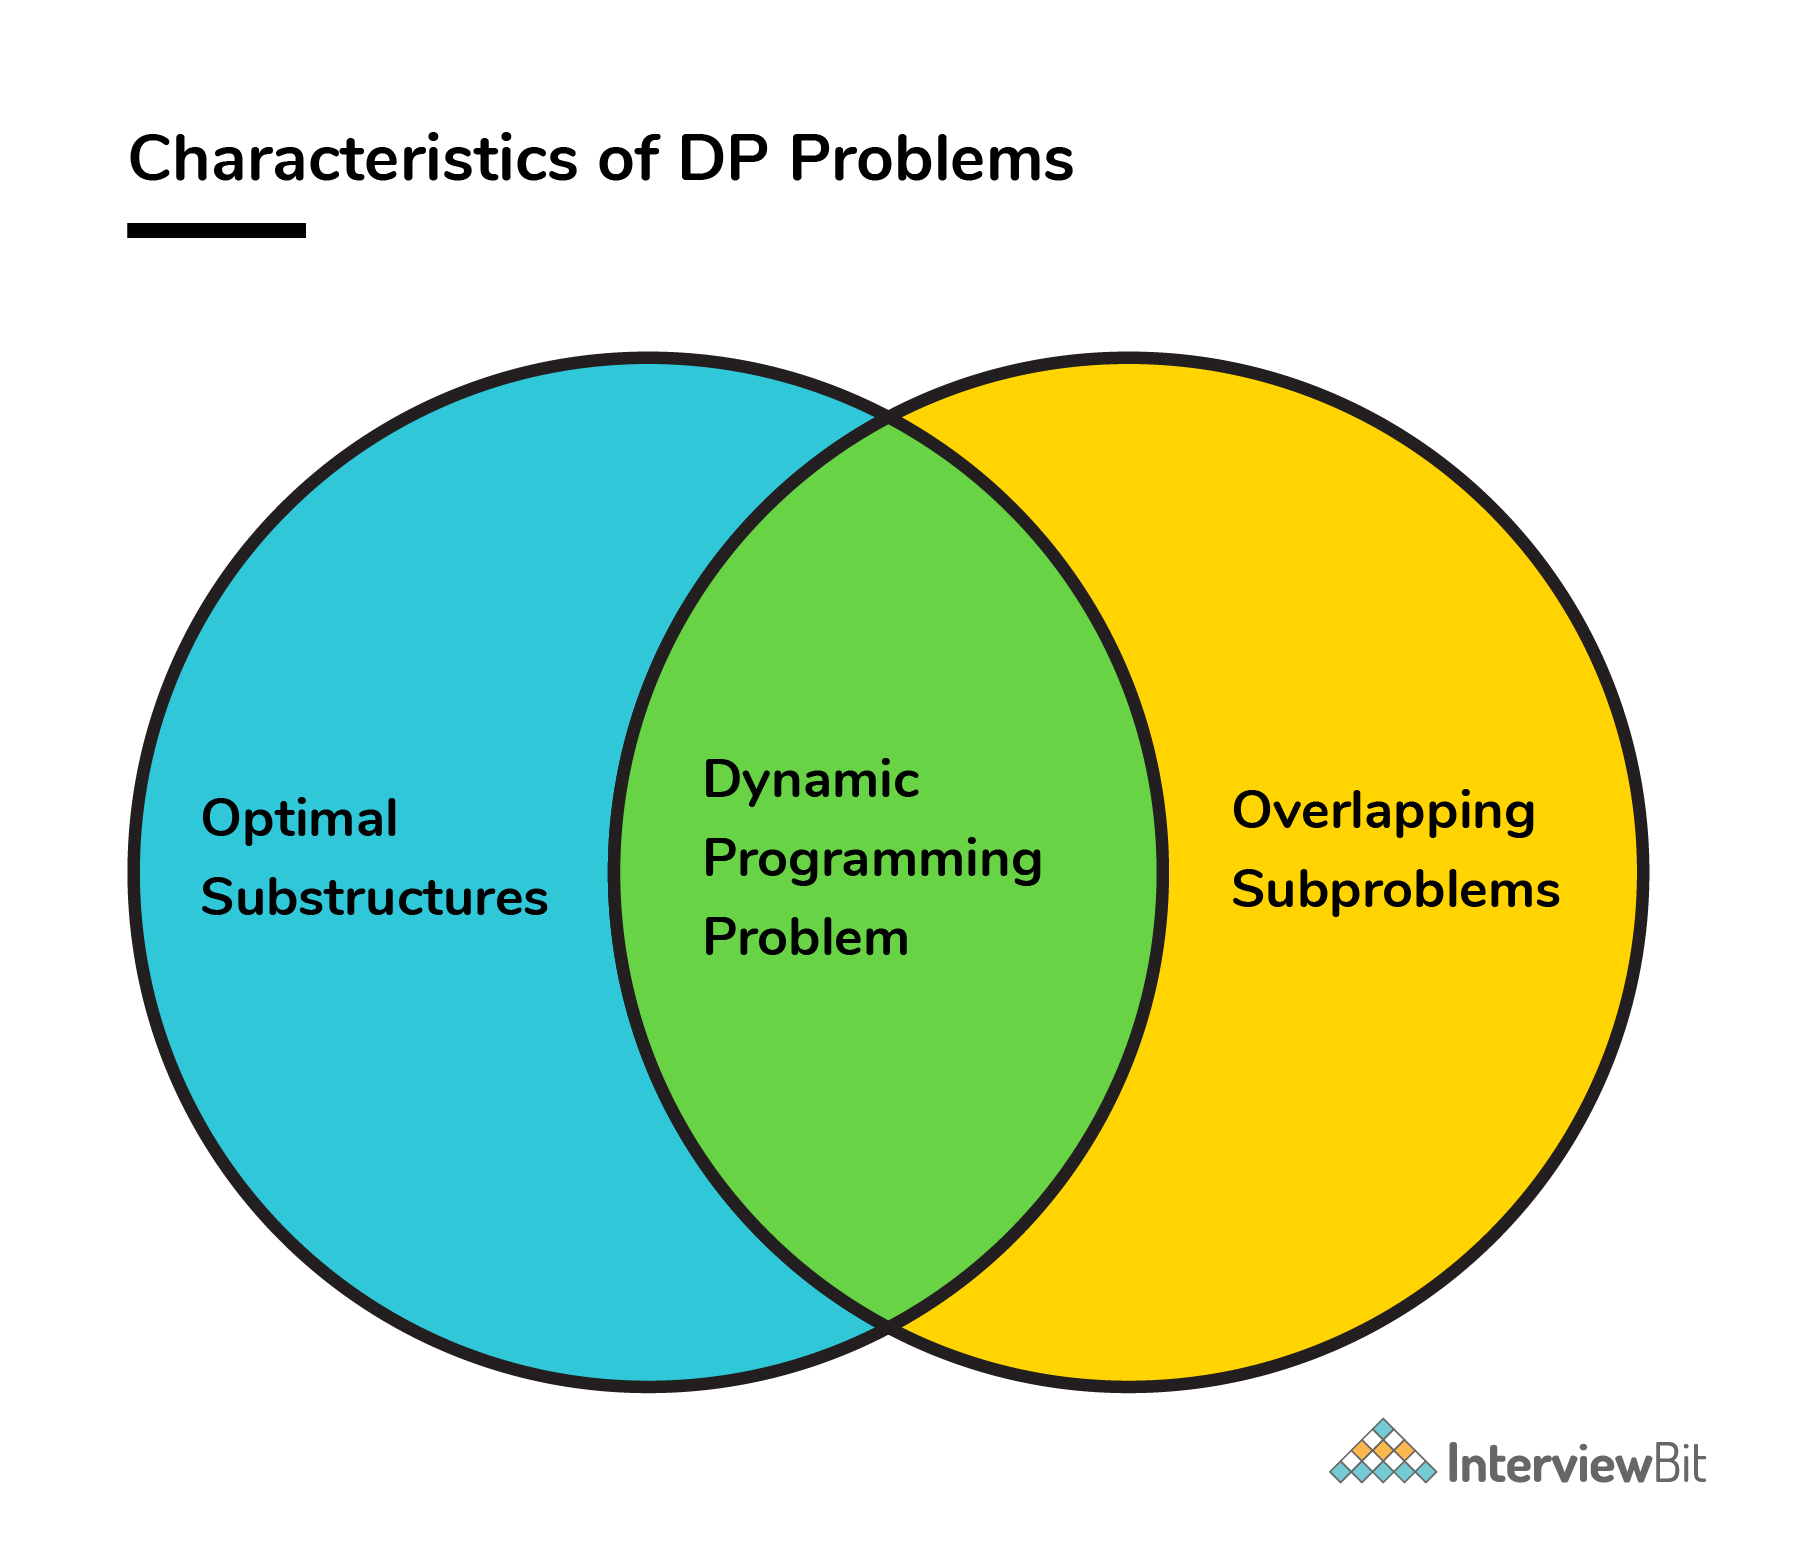 Characteristics of DP Problems
Optimal
Substructures
Dynamic
Programming
Problem
Overlapping
Subproblems
InterviewBit